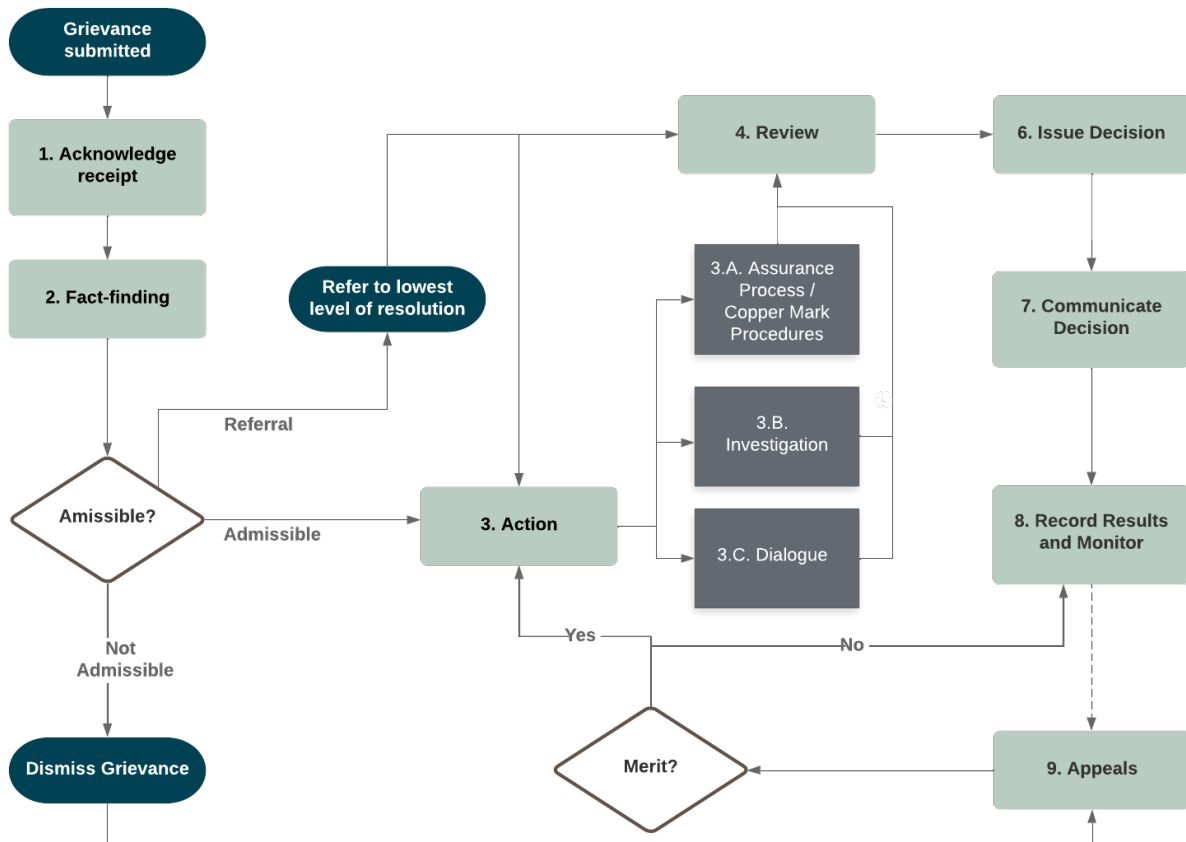 Grievance
submitted
1. Acknowledge
receipt
2. Fact-finding
Amissible?
Referral
Admissible
Not
Admissible
Dismiss Grievance
Refer to lowest
level of resolution
3. Action
3.A. Assurance
Process /
Copper Mark
Procedures
3.B.
Investigation
3.C. Dialogue
4. Review
6. Issue Decision
7. Communicate
Decision
8. Record Results
and Monitor
9. Appeals
Merit?
Yes
No